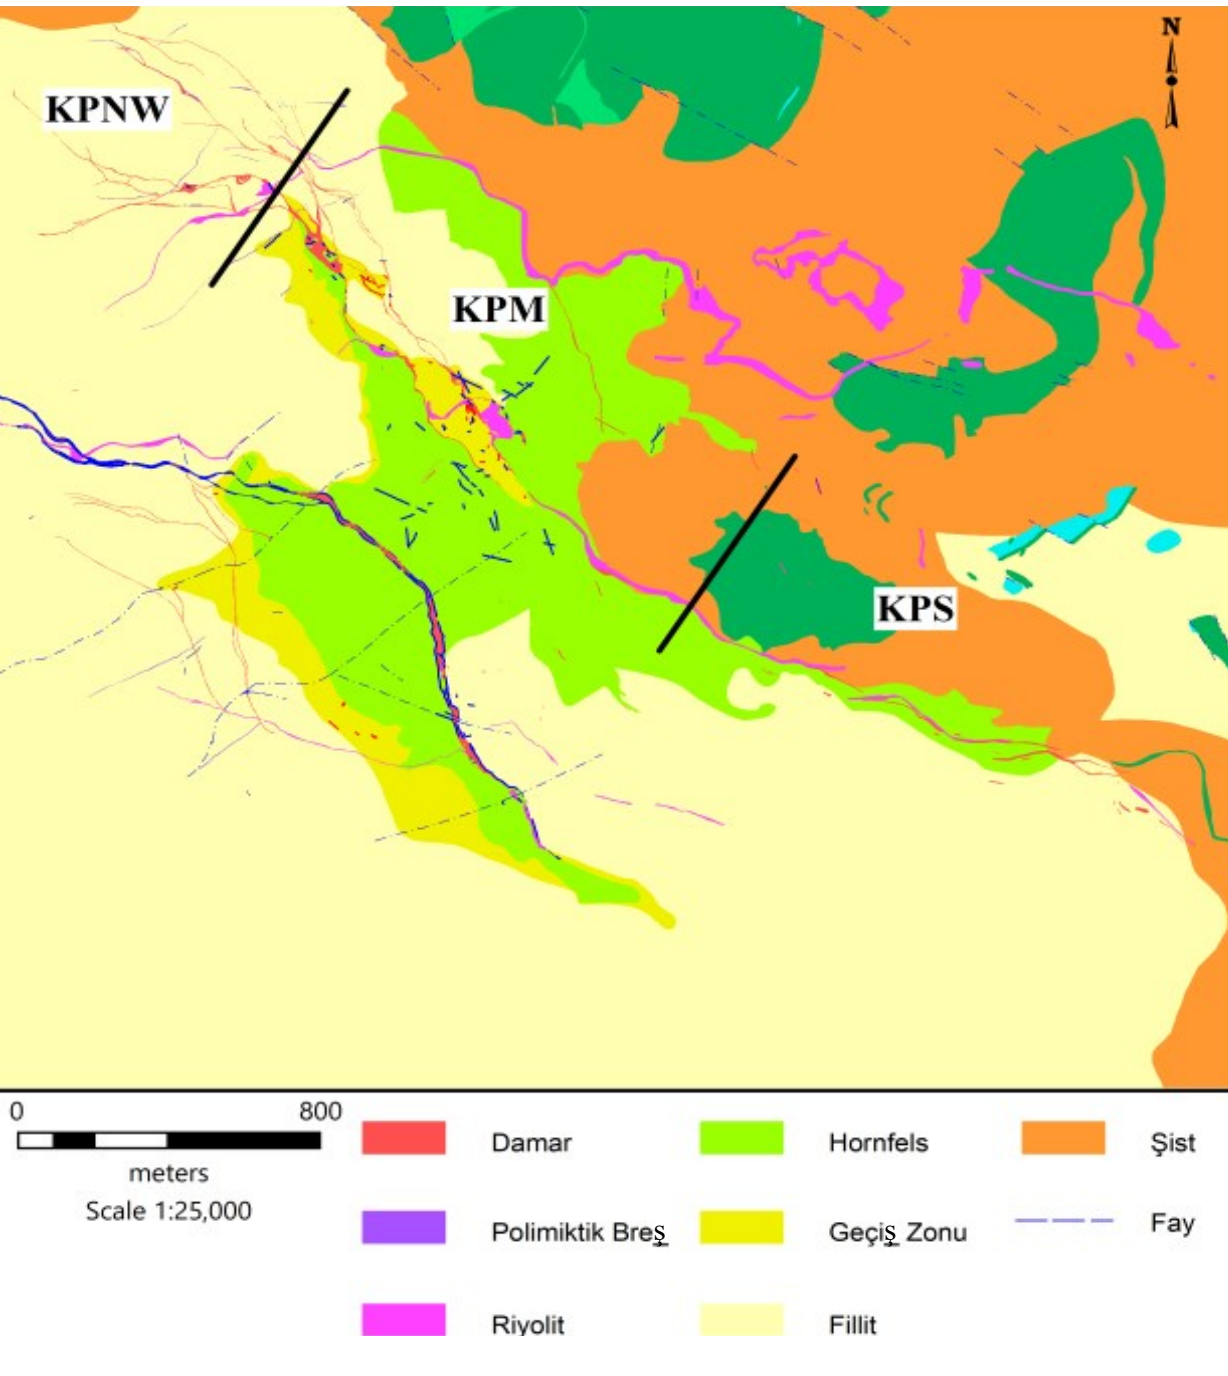 N
KPNW
KPM
KPS
0 800
meters
Scale 1:25,000
Damar
Hornfels
Şist
Polimiktik Breş
Geçiş Zonu
Fay
Riyolit
Fillit